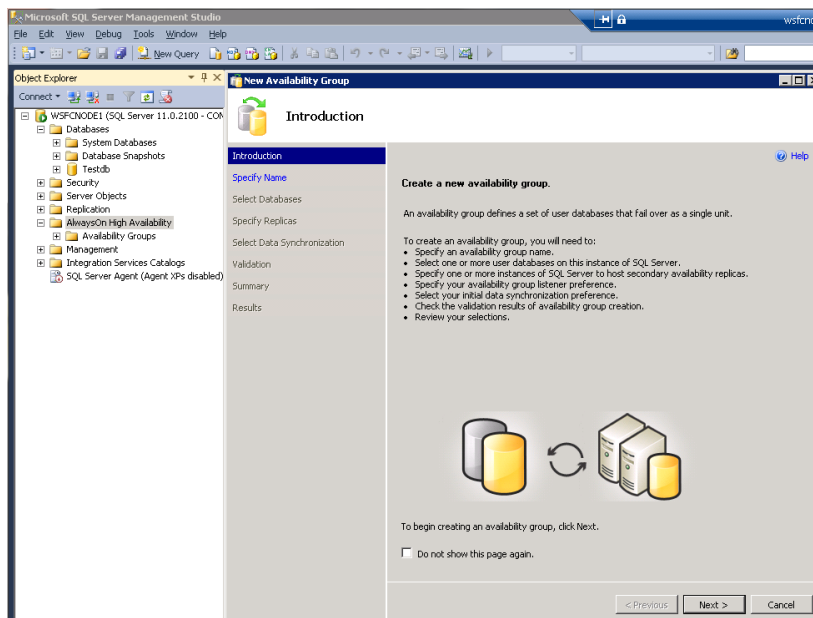 Microsoft SQL Server Management Studio
wsfcno
File Edit View Debug Tools Window Help
New Query
Object Explorer
New Availability Group
Connect
WSFCNODE1 (SQL Server 11.0.2100 - CON
Databases
System Databases
Database Snapshots
Testdb
Security
Server Objects
Replication
AlwaysOn High Availability
Availability Groups
Management
Integration Services Catalogs
SQL Server Agent (Agent XPs disabled)
Introduction
Introduction
Specify Name
Select Databases
Specify Replicas
Select Data Synchronization
Validation
Summary
Results
Help
Create a new availability group.
An availability group defines a set of user databases that fail over as a single unit.
To create an availability group, you will need to:
• Specify an availability group name.
• Select one or more user databases on this instance of SQL Server.
• Specify one or more instances of SQL Server to host secondary availability replicas.
• Specify your availability group listener preference.
• Select your initial data synchronization preference.
• Check the validation results of availability group creation.
• Review your selections.
To begin creating an availability group, click Next.
Do not show this page again.
< Previous Next > Cancel